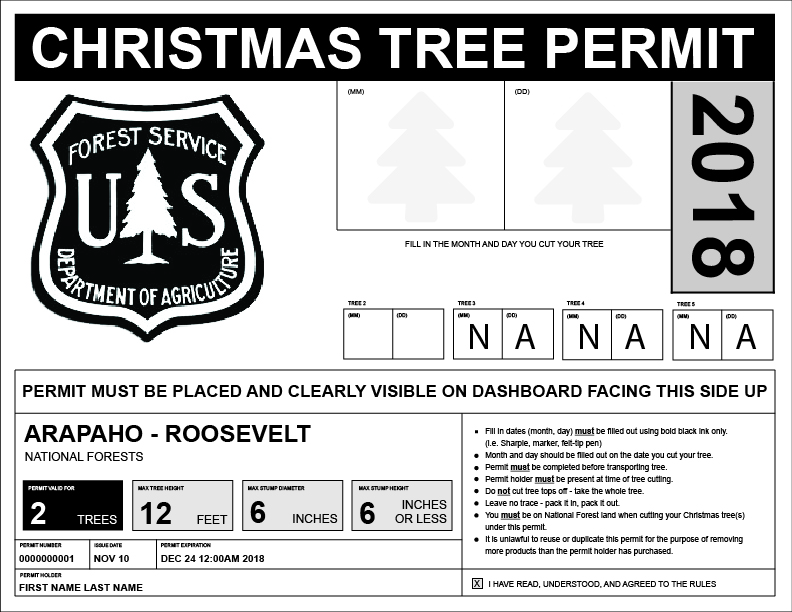 CHRISTMAS TREE PERMIT
FOREST SERVICE
U S
DEPARTMENT OF AGRICULTURE
(MM)
(DD)
2018
FILL IN THE MONTH AND DAY YOU CUT YOUR TREE
TREE 2
(MM) (DD)
TREE 3
(MM) (DD)
N A
TREE 4
(MM) (DD)
N A
TREE 5
(MM) (DD)
N A
PERMIT MUST BE PLACED AND CLEARLY VISIBLE ON DASHBOARD FACING THIS SIDE UP
ARAPAHO - ROOSEVELT
NATIONAL FORESTS
PERMIT VALID FOR
2 TREES
MAX TREE HEIGHT
12 FEET
MAX STUMP DIAMETER
6 INCHES
MAX STUMP HEIGHT
6 INCHES
OR LESS
PERMIT NUMBER
0000000001
ISSUE DATE
NOV 10
PERMIT EXPIRATION
DEC 24 12:00AM 2018
PERMIT HOLDER
FIRST NAME LAST NAME
• Fill in dates (month, day) must be filled out using bold black ink only.
(i.e. Sharpie, marker, felt-tip pen)
• Month and day should be filled out on the date you cut your tree.
• Permit must be completed before transporting tree.
• Permit holder must be present at time of tree cutting.
• Do not cut tree tops off - take the whole tree.
• Leave no trace - pack it in, pack it out.
• You must be on National Forest land when cutting your Christmas tree(s)
under this permit.
• It is unlawful to reuse or duplicate this permit for the purpose of removing
more products than the permit holder has purchased.
X I HAVE READ, UNDERSTOOD, AND AGREED TO THE RULES